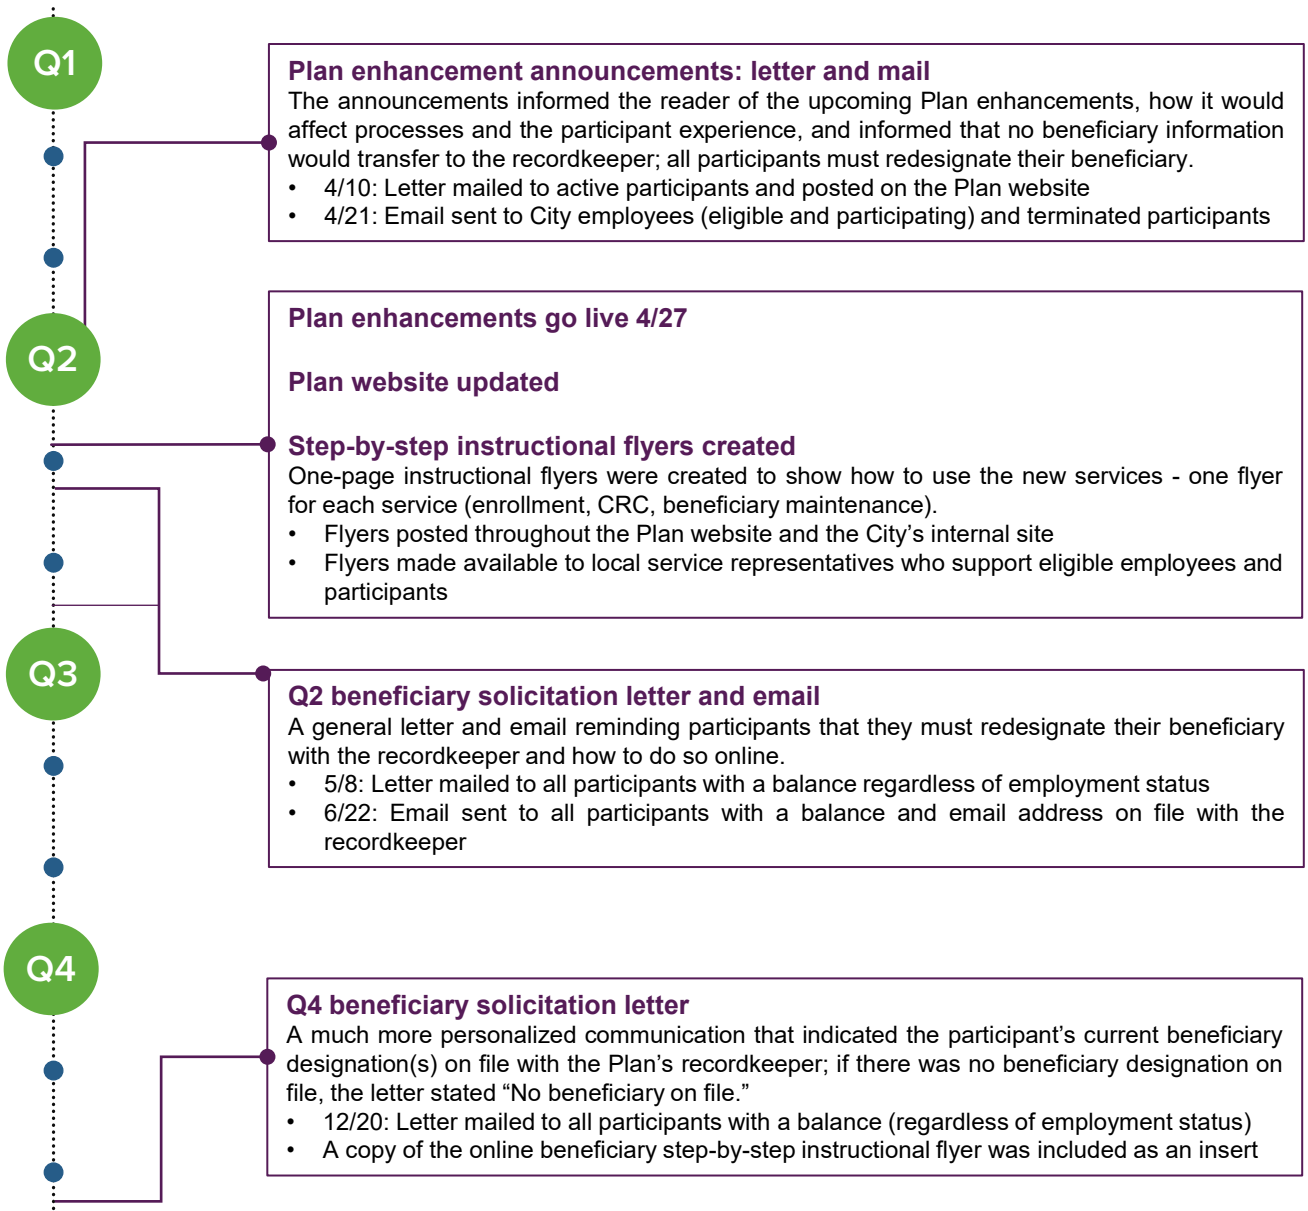 Q1
Plan enhancement announcements: letter and mail
The announcements informed the reader of the upcoming Plan enhancements, how it would
affect processes and the participant experience, and informed that no beneficiary information
would transfer to the recordkeeper; all participants must redesignate their beneficiary.
• 4/10: Letter mailed to active participants and posted on the Plan website
• 4/21: Email sent to City employees (eligible and participating) and terminated participants
Q2
Plan enhancements go live 4/27
Plan website updated
Step-by-step instructional flyers created
One-page instructional flyers were created to show how to use the new services - one flyer
for each service (enrollment, CRC, beneficiary maintenance).
• Flyers posted throughout the Plan website and the City’s internal site
• Flyers made available to local service representatives who support eligible employees and
participants
Q3
Q2 beneficiary solicitation letter and email
A general letter and email reminding participants that they must redesignate their beneficiary
with the recordkeeper and how to do so online.
• 5/8: Letter mailed to all participants with a balance regardless of employment status
• 6/22: Email sent to all participants with a balance and email address on file with the
recordkeeper
Q4
Q4 beneficiary solicitation letter
A much more personalized communication that indicated the participant’s current beneficiary
designation(s) on file with the Plan’s recordkeeper; if there was no beneficiary designation on
file, the letter stated “No beneficiary on file.”
• 12/20: Letter mailed to all participants with a balance (regardless of employment status)
• A copy of the online beneficiary step-by-step instructional flyer was included as an insert